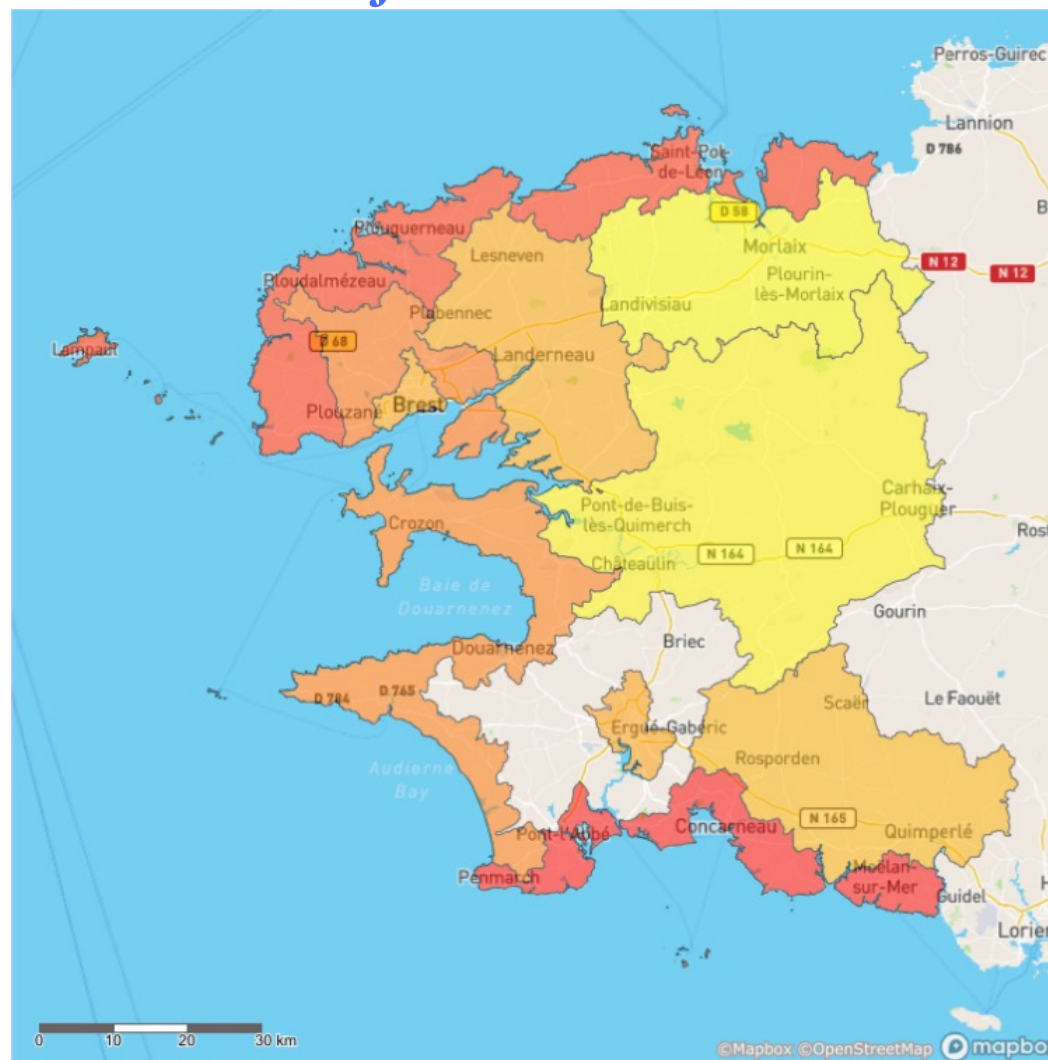 Perros-Guirec
Lannion
D 786
Saint-Pol-
de-Léon
D 58
Plouguerneau
Morlaix
N 12
N 12
Lesneven
Ploudalmézeau
Plourin-
lès-Morlaix
Plabennec
Landivisiau
Lampaul
D 68
Landerneau
Plouzané
Brest
Carhaix-
Plouguer
Pont-de-Buis-
lès-Quimerch
Crozon
Rost
N 164
N 164
Châteaulin
Baie de
Douarnenez
Gourin
Briec
Douarnenez
D 784
D 765
Scaër
Le Faouët
Ergué-Gabéric
Rosporden
Audierne
Bay
N 165
Concarneau
Quimperlé
Pont-l'Abbé
Penmarch
Moëlan-
sur-Mer
Guidel
Lorien
0 10 20 30 km
©Mapbox ©OpenStreetMap mapbo